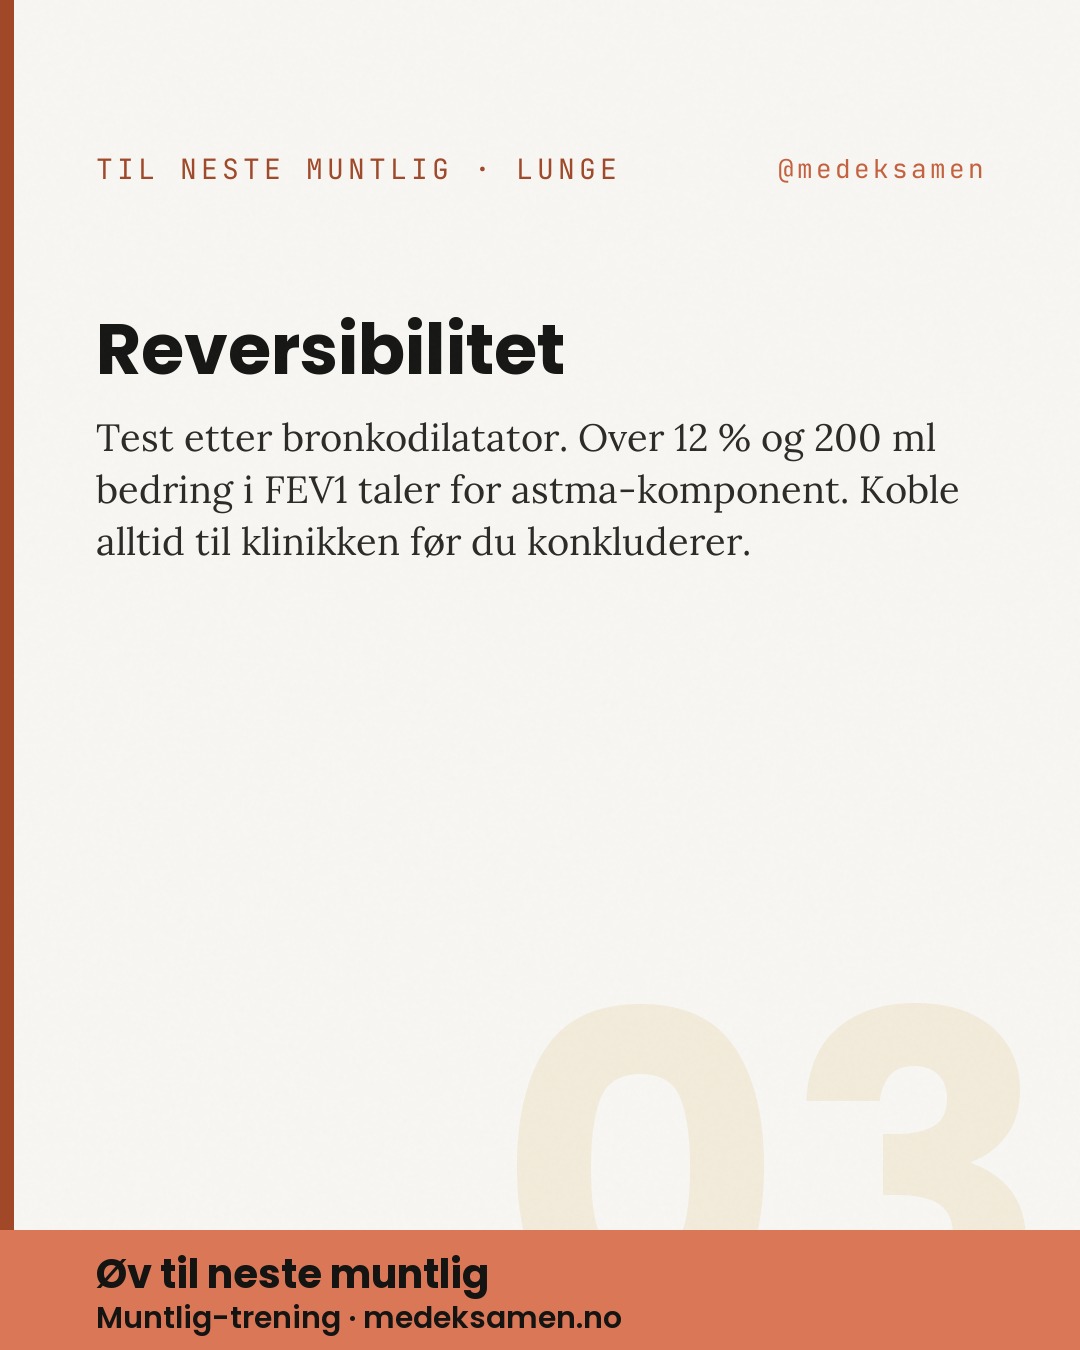 TIL NESTE MUNTLIG · LUNGE
@medeksamen
Reversibilitet
Test etter bronkodilatator. Over 12 % og 200 ml
bedring i FEV1 taler for astma-komponent. Koble
alltid til klinikken før du konkluderer.
03
Øv til neste muntlig
Muntlig-trening · medeksamen.no